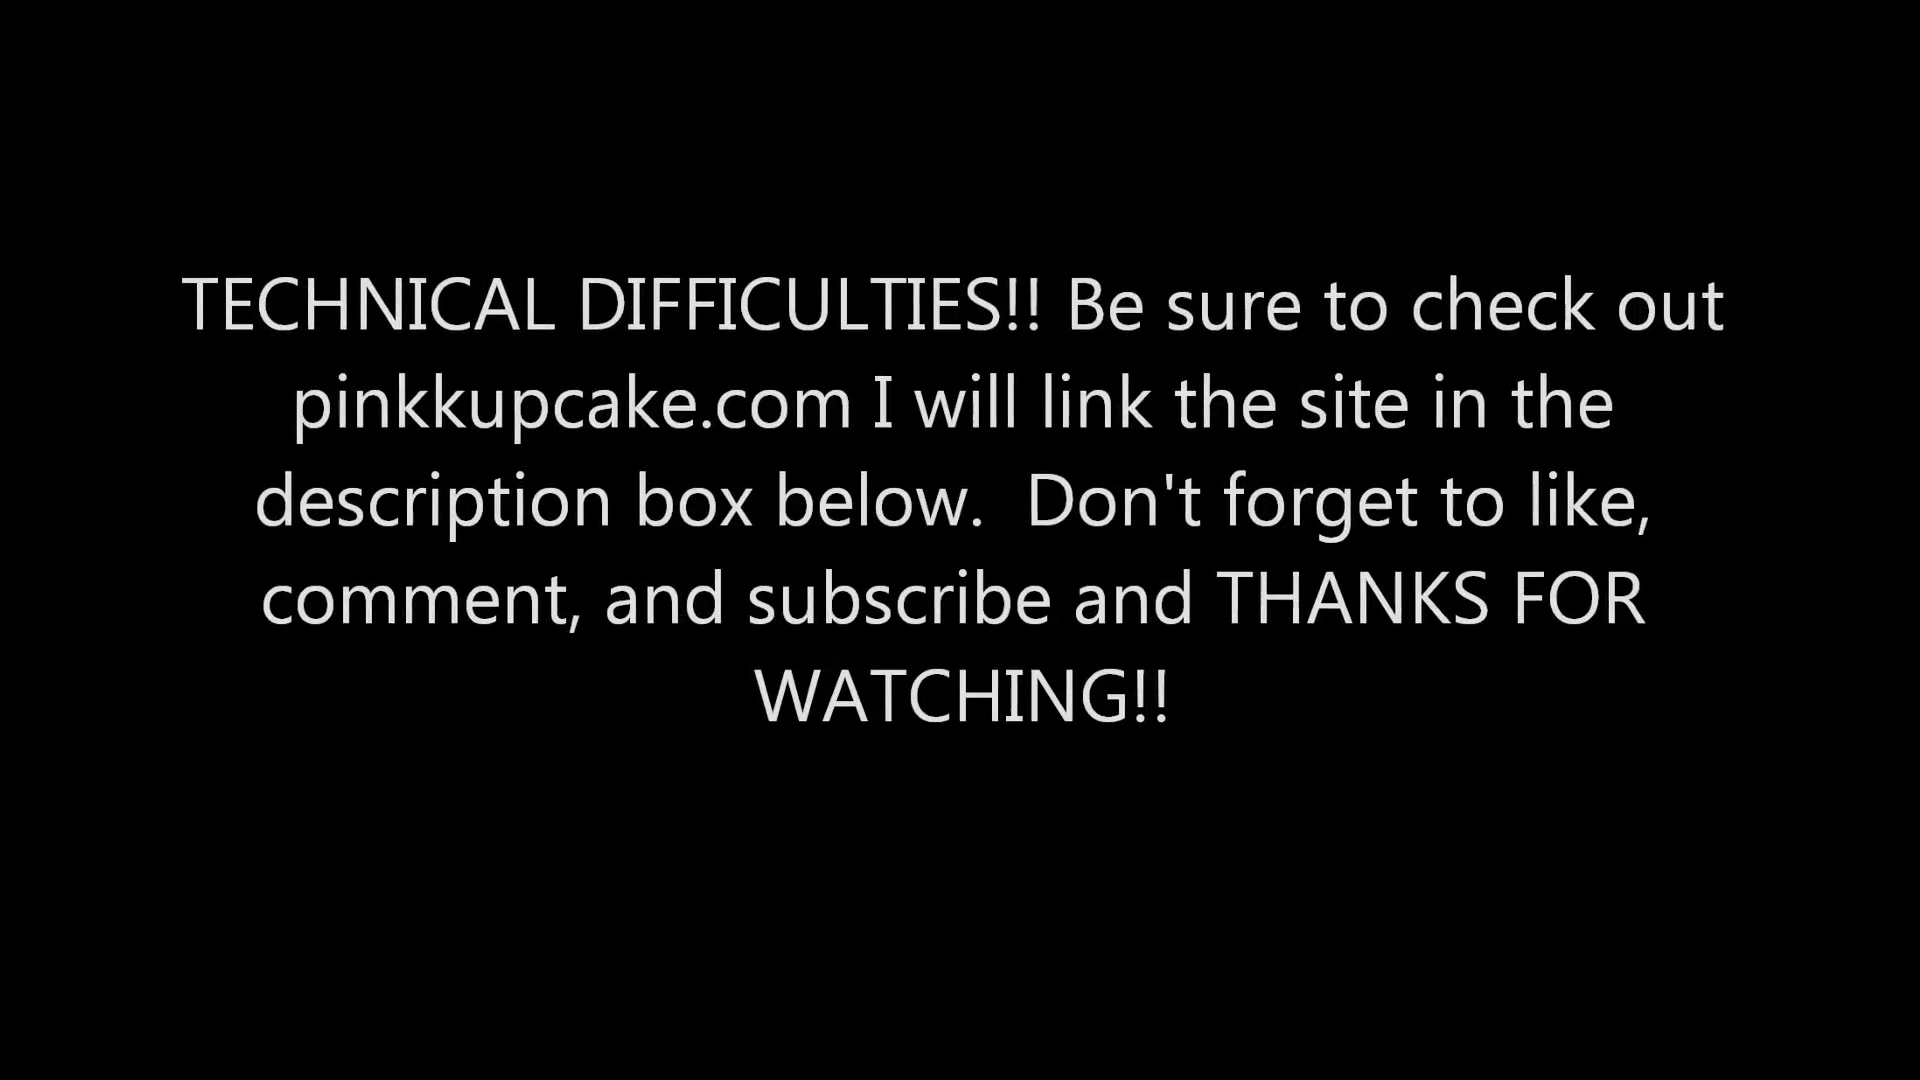 TECHNICAL DIFFICULTIES!! Be sure to check out
pinkkupcake.com I will link the site in the
description box below.  Don't forget to like,
comment, and subscribe and THANKS FOR
WATCHING!!